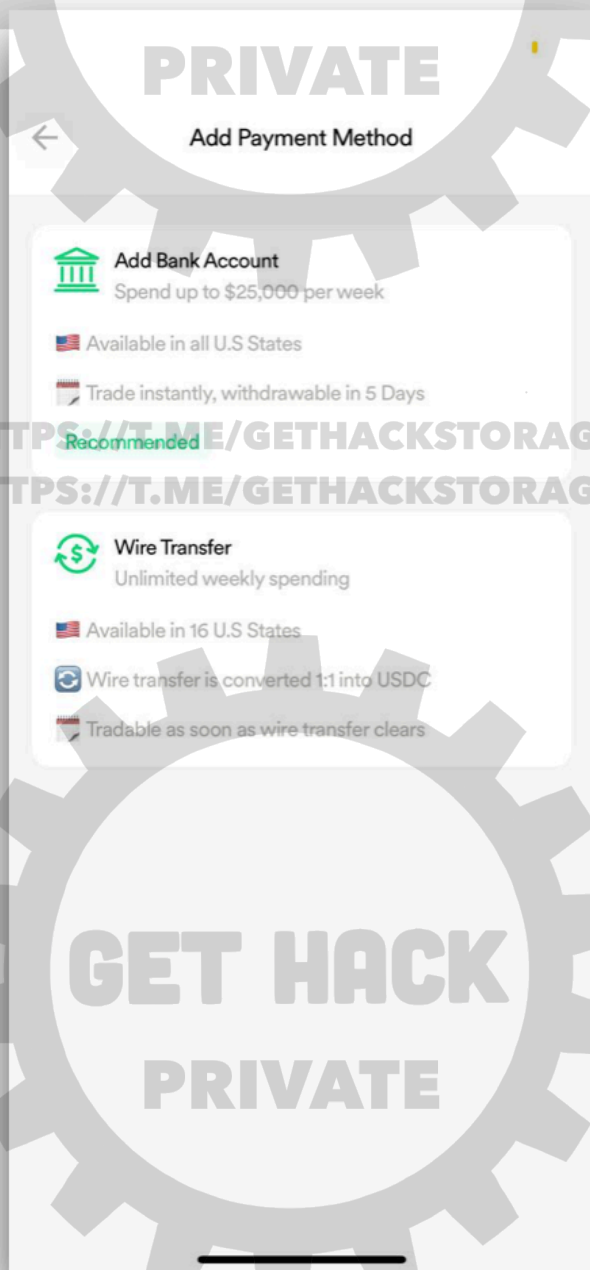 PRIVATE
Add Payment Method
Add Bank Account
Spend up to $25,000 per week
Available in all U.S States
Trade instantly, withdrawable in 5 Days
TPS://T.ME/GETHACKSTORAG
Recommended
TPS://T.ME/GETHACKSTORAG
Wire Transfer
Unlimited weekly spending
Available in 16 U.S States
Wire transfer is converted 1:1 into USDC
Tradable as soon as wire transfer clears
GET HACK
PRIVATE